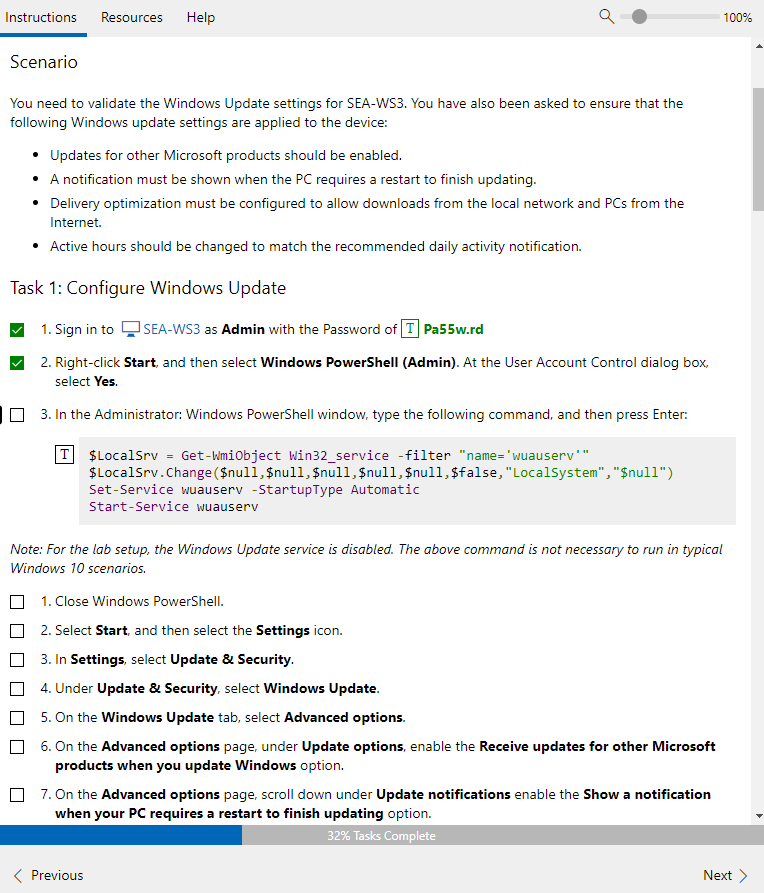 Instructions Resources Help 100%
Scenario
You need to validate the Windows Update settings for SEA-WS3. You have also been asked to ensure that the
following Windows update settings are applied to the device:
• Updates for other Microsoft products should be enabled.
• A notification must be shown when the PC requires a restart to finish updating.
• Delivery optimization must be configured to allow downloads from the local network and PCs from the
Internet.
• Active hours should be changed to match the recommended daily activity notification.
Task 1: Configure Windows Update
1. Sign in to SEA-WS3 as Admin with the Password of T Pa55w.rd
2. Right-click Start, and then select Windows PowerShell (Admin). At the User Account Control dialog box,
select Yes.
3. In the Administrator: Windows PowerShell window, type the following command, and then press Enter:
T $LocalSrv = Get-WmiObject Win32_service -filter "name='wuauserv'"
$LocalSrv.Change($null,$null,$null,$null,$null,$false,"LocalSystem","$null")
Set-Service wuauserv -StartupType Automatic
Start-Service wuauserv
Note: For the lab setup, the Windows Update service is disabled. The above command is not necessary to run in typical
Windows 10 scenarios.
1. Close Windows PowerShell.
2. Select Start, and then select the Settings icon.
3. In Settings, select Update & Security.
4. Under Update & Security, select Windows Update.
5. On the Windows Update tab, select Advanced options.
6. On the Advanced options page, under Update options, enable the Receive updates for other Microsoft
products when you update Windows option.
7. On the Advanced options page, scroll down under Update notifications enable the Show a notification
when your PC requires a restart to finish updating option.
32% Tasks Complete
Previous Next